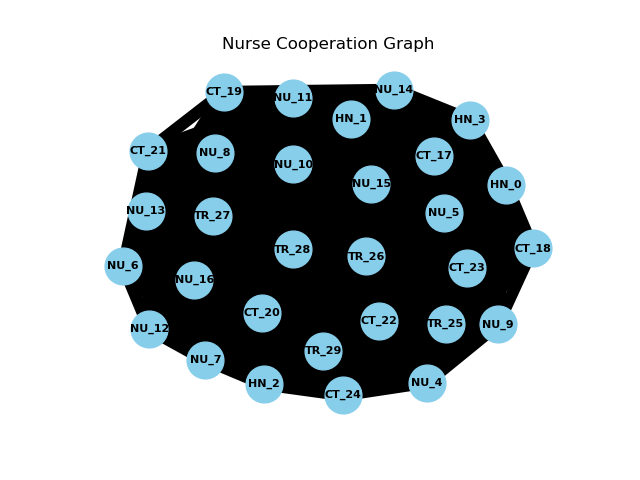 Nurse Cooperation Graph
CT_19
NU_11
NU_14
HN_1
HN_3
CT_21
NU_8
NU_10
CT_17
NU_15
HN_0
NU_13
TR_27
NU_5
TR_28
TR_26
CT_18
NU_6
NU_16
CT_23
CT_20
CT_22
TR_25
NU_9
NU_12
NU_7
TR_29
HN_2
CT_24
NU_4